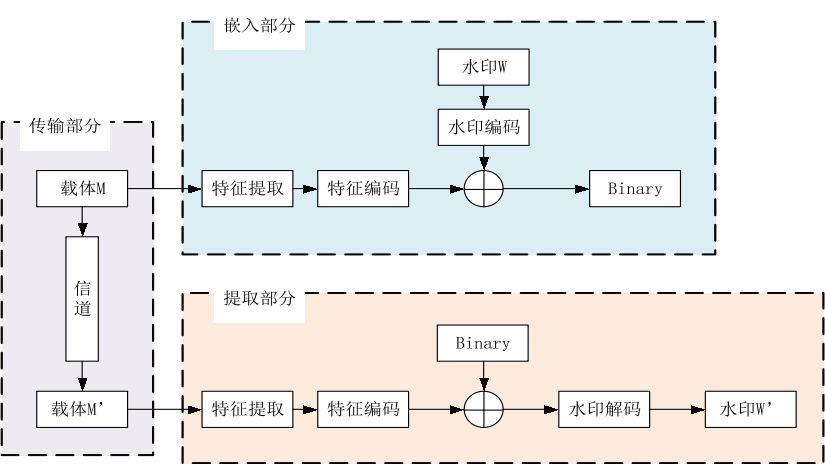 嵌入部分
水印W
传输部分
水印编码
载体M
特征提取
特征编码
Binary
信道
提取部分
Binary
载体M’
特征提取
特征编码
水印解码
水印W’